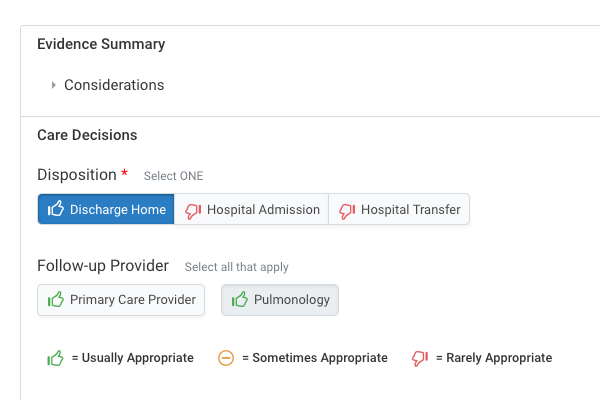 Evidence Summary
Considerations
Care Decisions
Disposition * Select ONE
Discharge Home Hospital Admission Hospital Transfer
Follow-up Provider Select all that apply
Primary Care Provider Pulmonology
= Usually Appropriate = Sometimes Appropriate = Rarely Appropriate